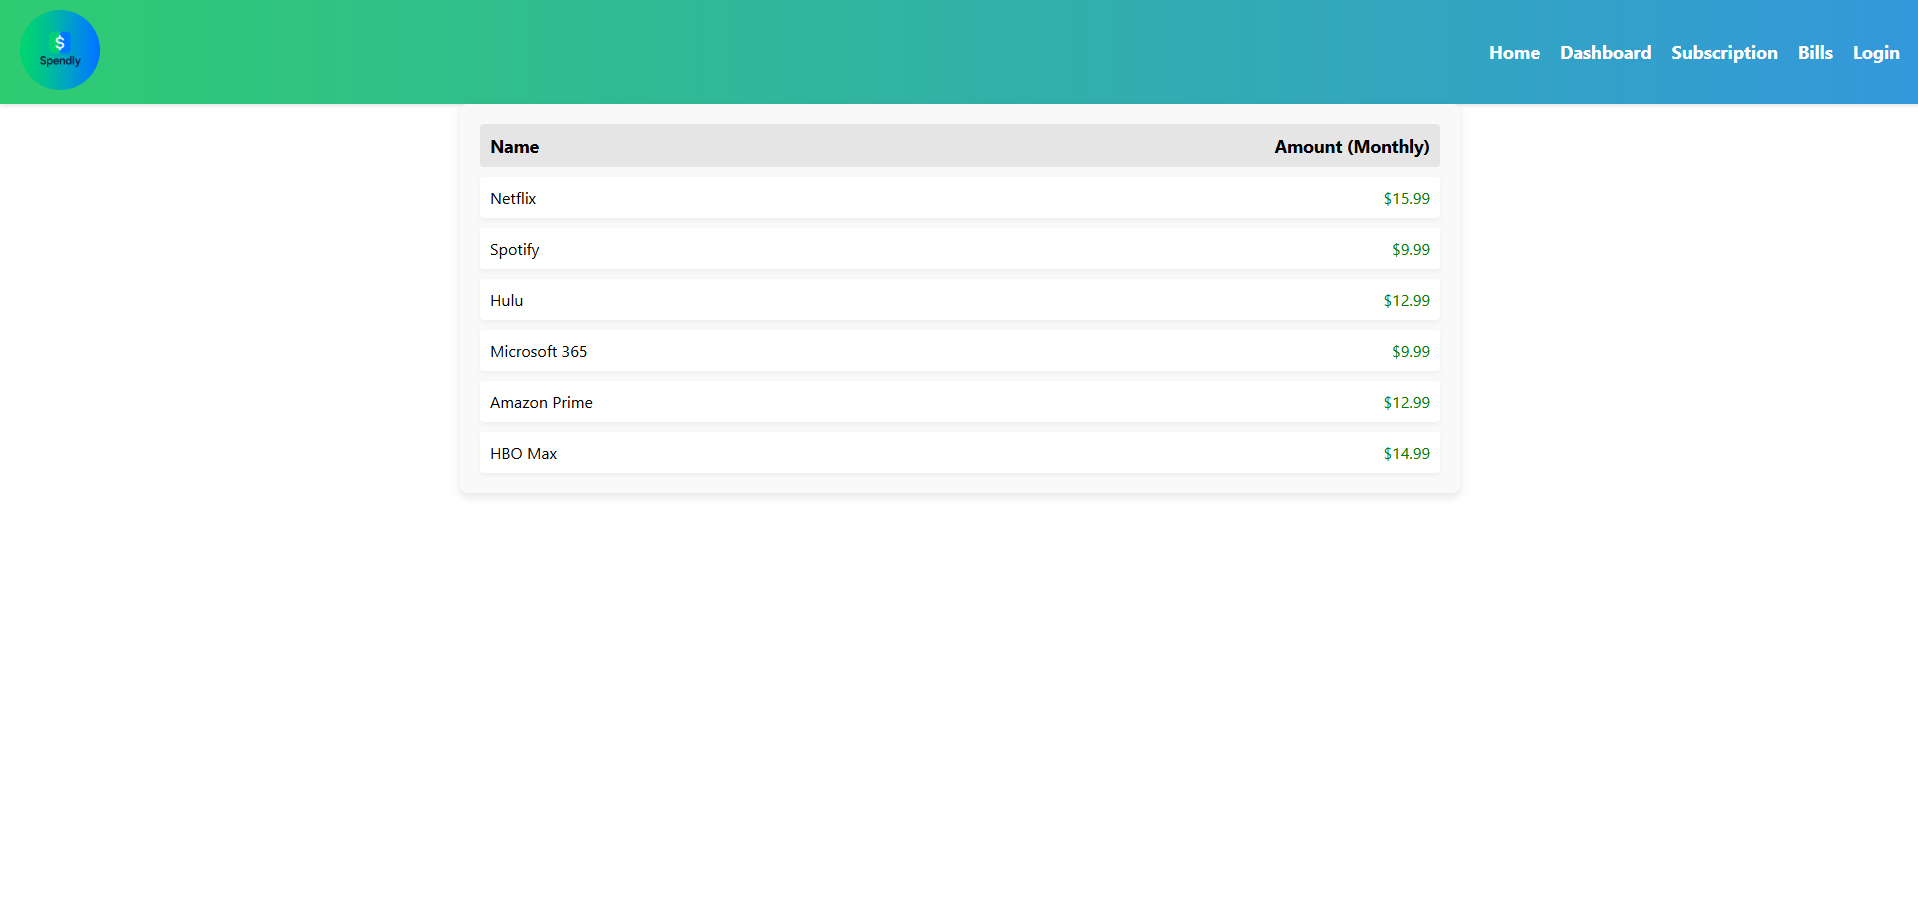 $
Spendly
Home Dashboard Subscription Bills Login
Name Amount (Monthly)
Netflix $15.99
Spotify $9.99
Hulu $12.99
Microsoft 365 $9.99
Amazon Prime $12.99
HBO Max $14.99